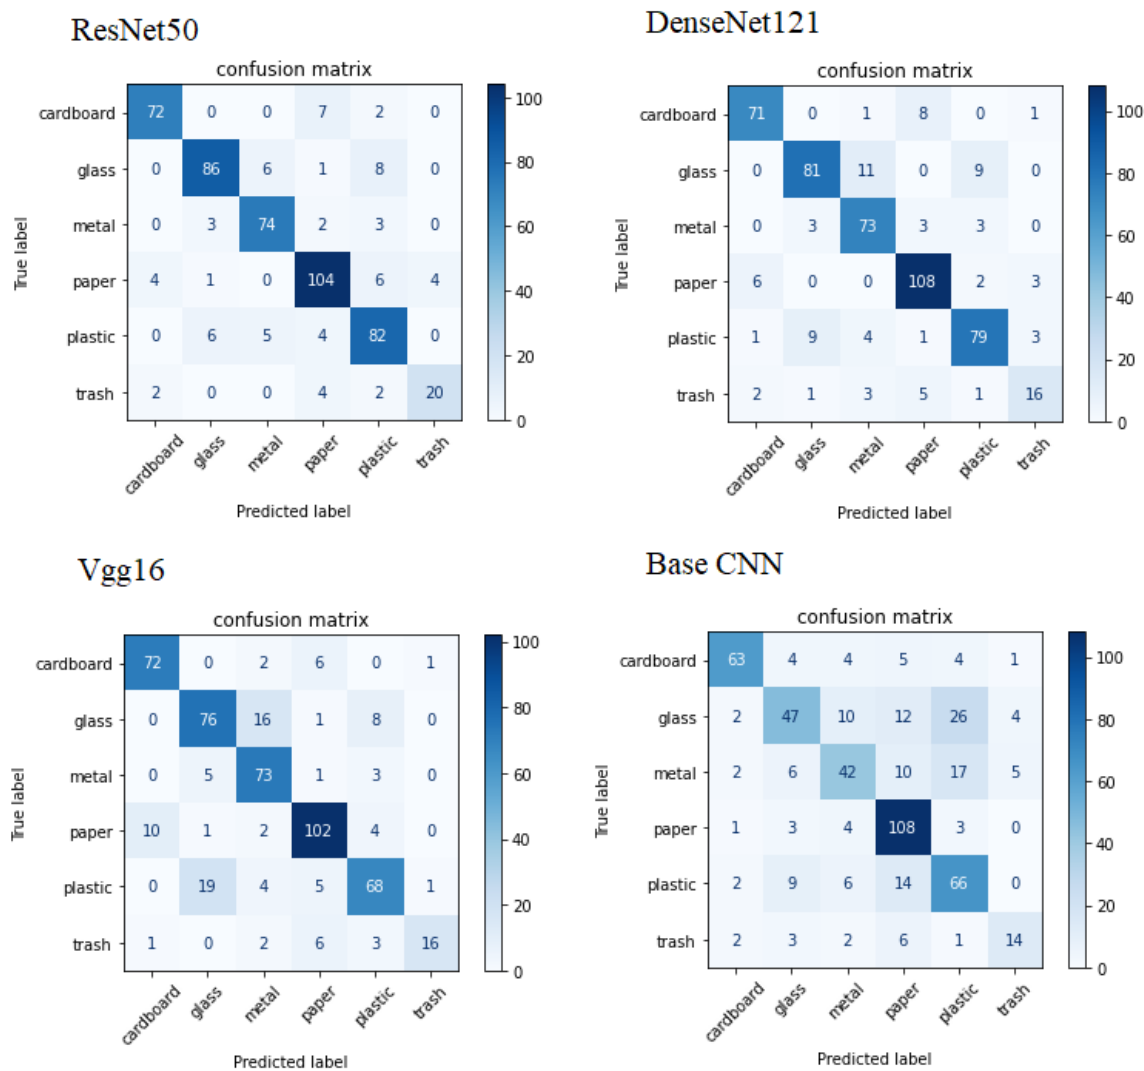 ResNet50
confusion matrix
cardboard 72 0 0 7 2 0
glass 0 86 6 1 8 0
metal 0 3 74 2 3 0
paper 4 1 0 104 6 4
plastic 0 6 5 4 82 0
trash 2 0 0 4 2 20
cardboard glass metal paper plastic trash
Predicted label
True label
100
80
60
40
20
0
DenseNet121
confusion matrix
cardboard 71 0 1 8 0 1
glass 0 81 11 0 9 0
metal 0 3 73 3 3 0
paper 6 0 0 108 2 3
plastic 1 9 4 1 79 3
trash 2 1 3 5 1 16
cardboard glass metal paper plastic trash
Predicted label
True label
100
80
60
40
20
0
Vgg16
confusion matrix
cardboard 72 0 2 6 0 1
glass 0 76 16 1 8 0
metal 0 5 73 1 3 0
paper 10 1 2 102 4 0
plastic 0 19 4 5 68 1
trash 1 0 2 6 3 16
cardboard glass metal paper plastic trash
Predicted label
True label
100
80
60
40
20
0
Base CNN
confusion matrix
cardboard 63 4 4 5 4 1
glass 2 47 10 12 26 4
metal 2 6 42 10 17 5
paper 1 3 4 108 3 0
plastic 2 9 6 14 66 0
trash 2 3 2 6 1 14
cardboard glass metal paper plastic trash
Predicted label
True label
100
80
60
40
20
0